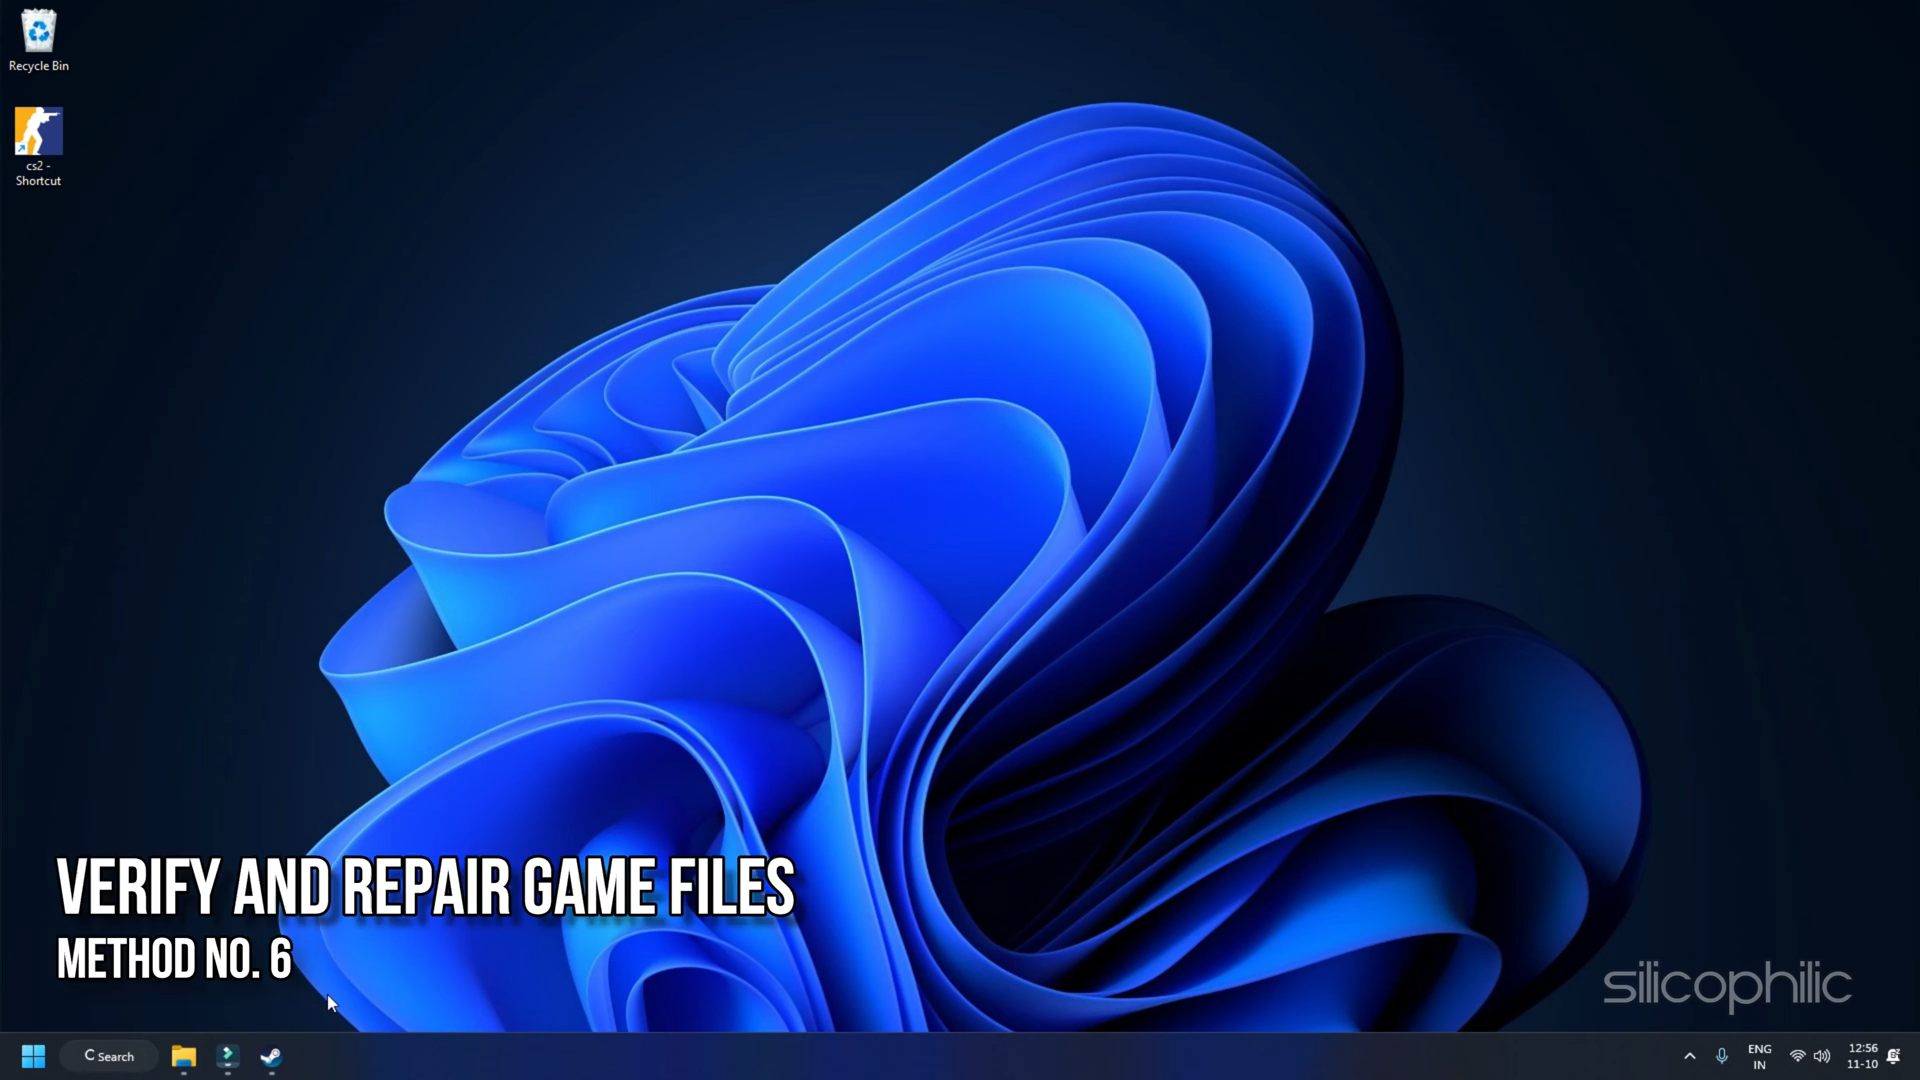 Recycle Bin
cs2 -
Shortcut
VERIFY AND REPAIR GAME FILES
METHOD NO. 6
silicophilic
C Search
ENG
IN
12:56
11-10